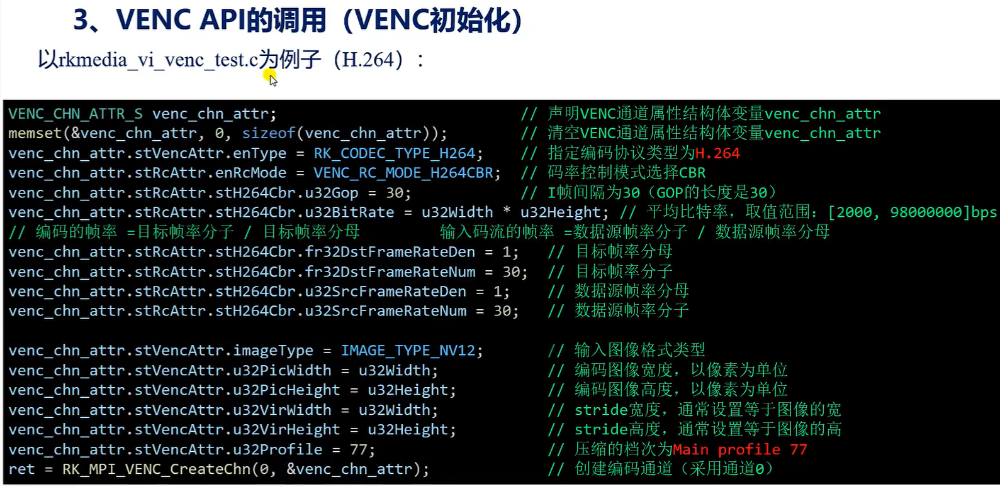 3、VENC API的调用（VENC初始化）
以rkmedia_vi_venc_test.c为例子（H.264）:
VENC_CHN_ATTR_S venc_chn_attr; // 声明VENC通道属性结构体变量venc_chn_attr
memset(&venc_chn_attr, 0, sizeof(venc_chn_attr)); // 清空VENC通道属性结构体变量venc_chn_attr
venc_chn_attr.stVencAttr.enType = RK_CODEC_TYPE_H264; // 指定编码协议类型为H.264
venc_chn_attr.stRcAttr.enRcMode = VENC_RC_MODE_H264CBR; // 码率控制模式选择CBR
venc_chn_attr.stRcAttr.stH264Cbr.u32Gop = 30; // I帧间隔为30（GOP的长度是30）
venc_chn_attr.stRcAttr.stH264Cbr.u32BitRate = u32Width * u32Height; // 平均比特率，取值范围：[2000, 98000000]bps
// 编码的帧率 =目标帧率分子 / 目标帧率分母 输入码流的帧率 =数据源帧率分子 / 数据源帧率分母
venc_chn_attr.stRcAttr.stH264Cbr.fr32DstFrameRateDen = 1; // 目标帧率分母
venc_chn_attr.stRcAttr.stH264Cbr.fr32DstFrameRateNum = 30; // 目标帧率分子
venc_chn_attr.stRcAttr.stH264Cbr.u32SrcFrameRateDen = 1; // 数据源帧率分母
venc_chn_attr.stRcAttr.stH264Cbr.u32SrcFrameRateNum = 30; // 数据源帧率分子
venc_chn_attr.stVencAttr.imageType = IMAGE_TYPE_NV12; // 输入图像格式类型
venc_chn_attr.stVencAttr.u32PicWidth = u32Width; // 编码图像宽度，以像素为单位
venc_chn_attr.stVencAttr.u32PicHeight = u32Height; // 编码图像高度，以像素为单位
venc_chn_attr.stVencAttr.u32VirWidth = u32Width; // stride宽度，通常设置等于图像的宽
venc_chn_attr.stVencAttr.u32VirHeight = u32Height; // stride高度，通常设置等于图像的高
venc_chn_attr.stVencAttr.u32Profile = 77; // 压缩的档次为Main profile 77
ret = RK_MPI_VENC_CreateChn(0, &venc_chn_attr); // 创建编码通道（采用通道0）